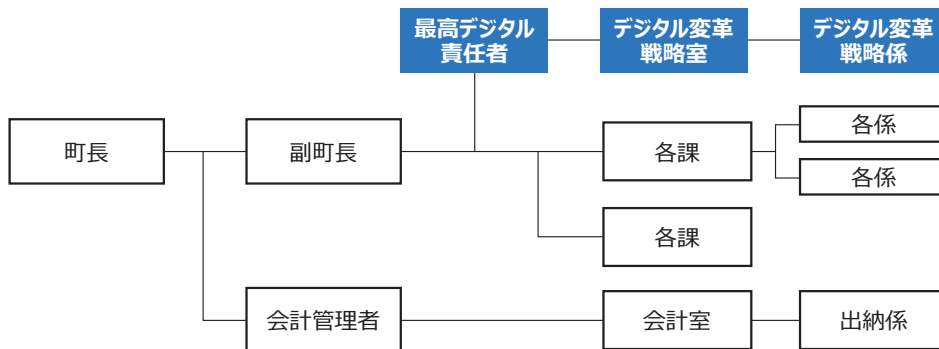 最高デジタル
責任者
デジタル変革
戦略室
デジタル変革
戦略係
町長
副町長
各課
各係
各係
各課
会計管理者
会計室
出納係